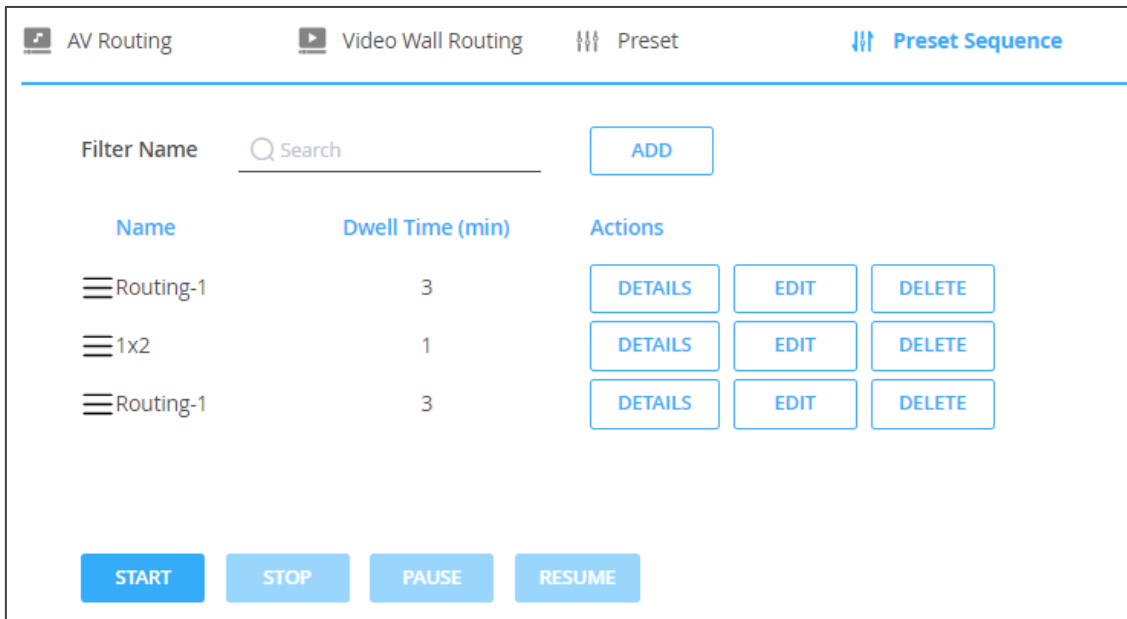 AV Routing Video Wall Routing Preset Preset Sequence
Filter Name Search ADD
Name Dwell Time (min) Actions
Routing-1 3 DETAILS EDIT DELETE
1x2 1 DETAILS EDIT DELETE
Routing-1 3 DETAILS EDIT DELETE
START STOP PAUSE RESUME